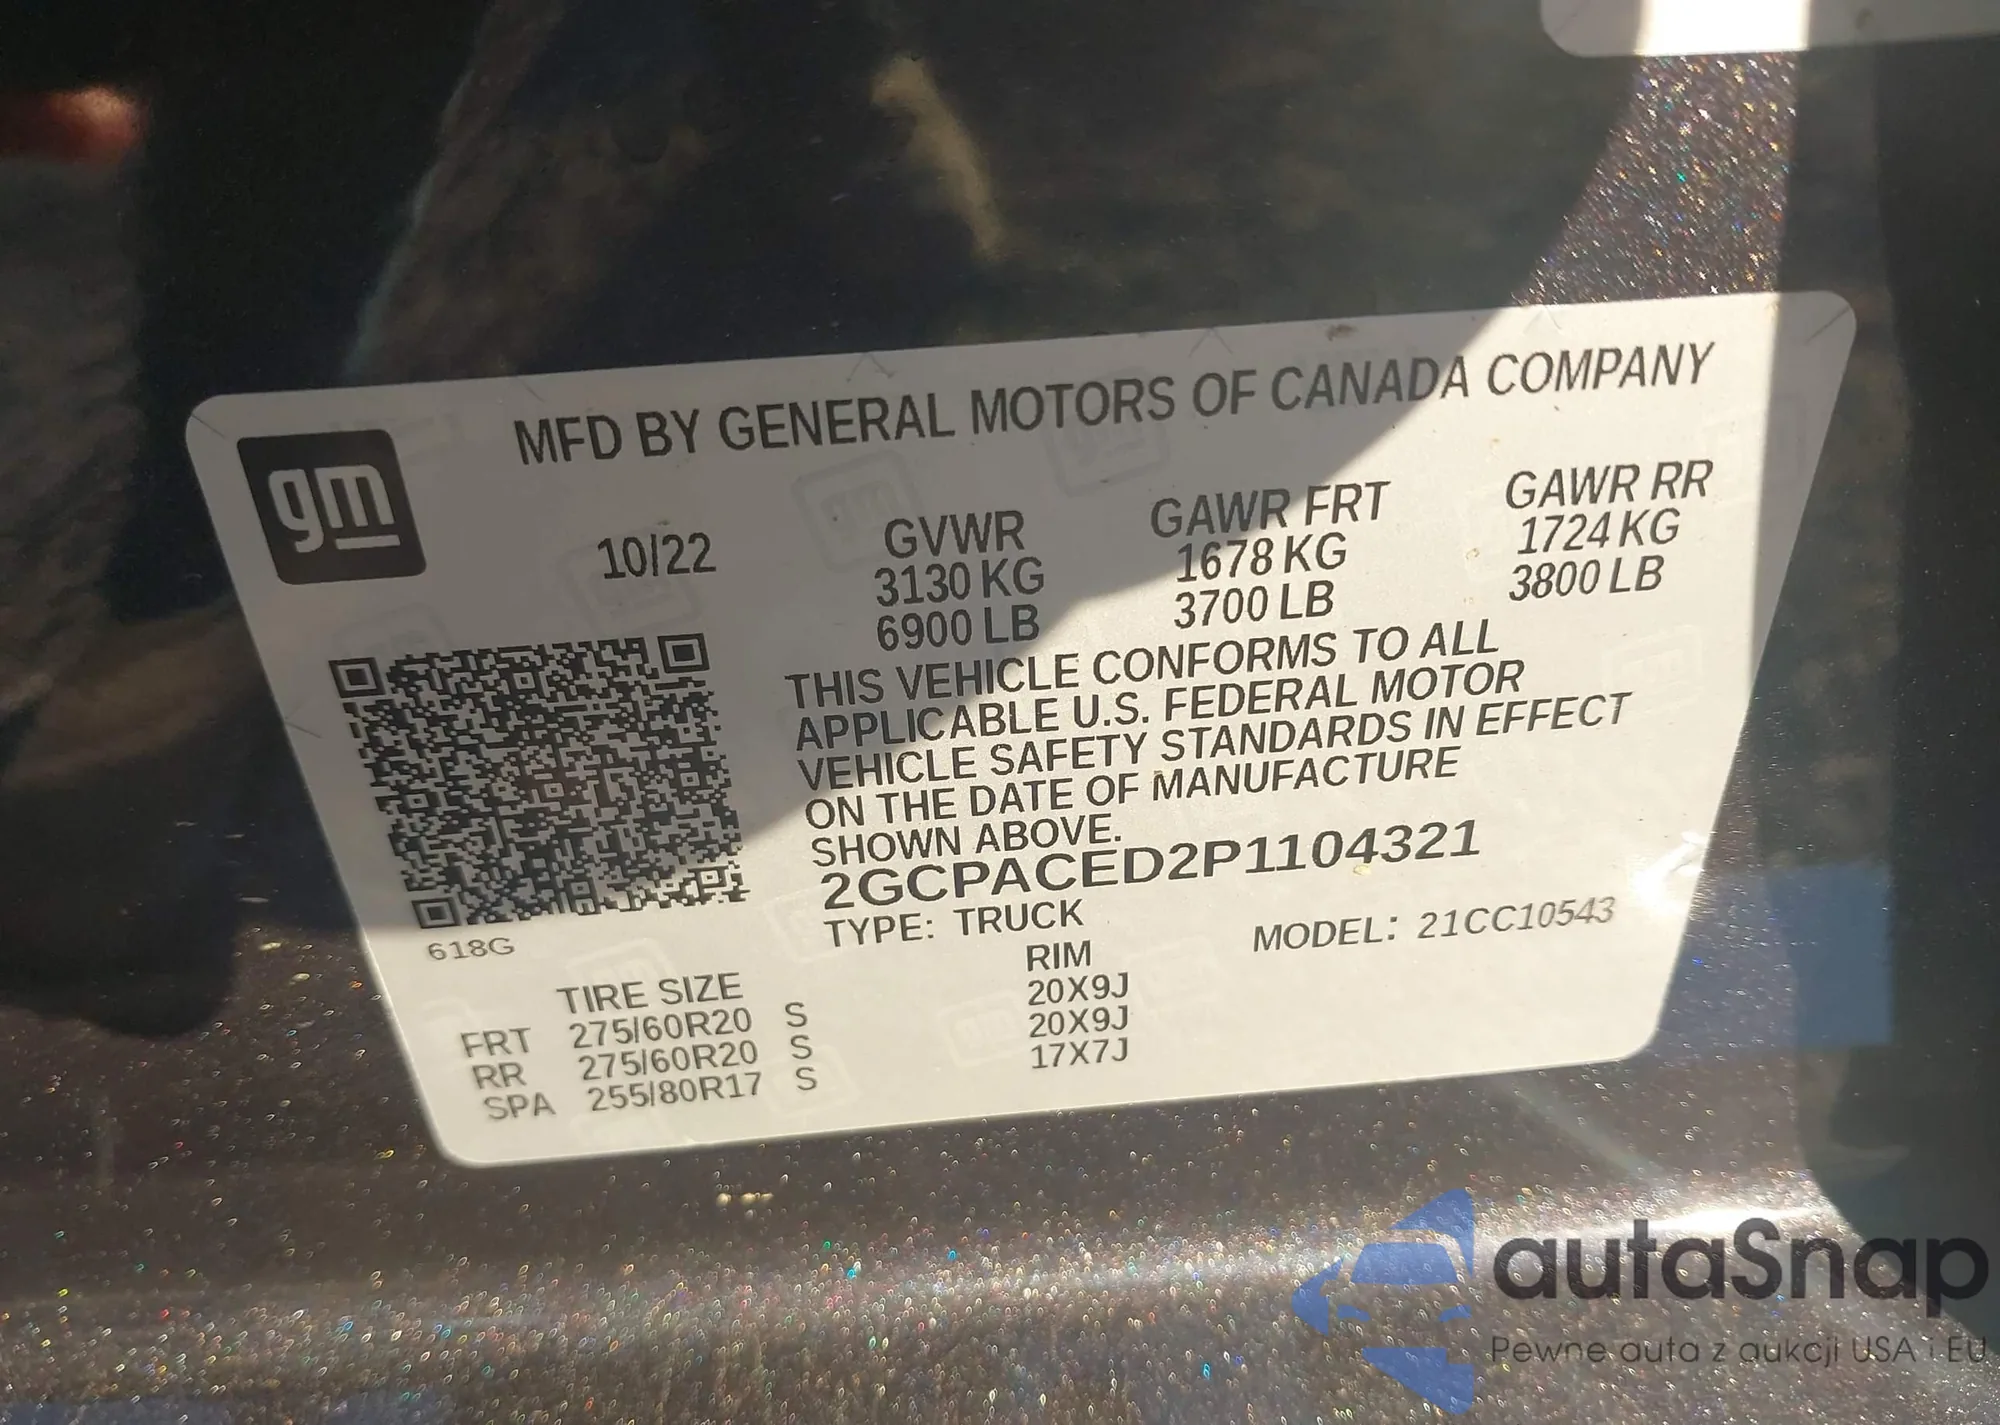 MFD BY GENERAL MOTORS OF CANADA COMPANY
gm
10/22
GVWR
3130 KG
6900 LB
GAWR FRT
1678 KG
3700 LB
GAWR RR
1724 KG
3800 LB
THIS VEHICLE CONFORMS TO ALL
APPLICABLE U.S. FEDERAL MOTOR
VEHICLE SAFETY STANDARDS IN EFFECT
ON THE DATE OF MANUFACTURE
SHOWN ABOVE.
2GCPACED2P1104321
TYPE: TRUCK
MODEL: 21CC10543
618G
TIRE SIZE RIM
FRT 275/60R20 S 20X9J
RR 275/60R20 S 20X9J
SPA 255/80R17 S 17X7J
autaSnap
Pewne auta z aukcji USA i EU